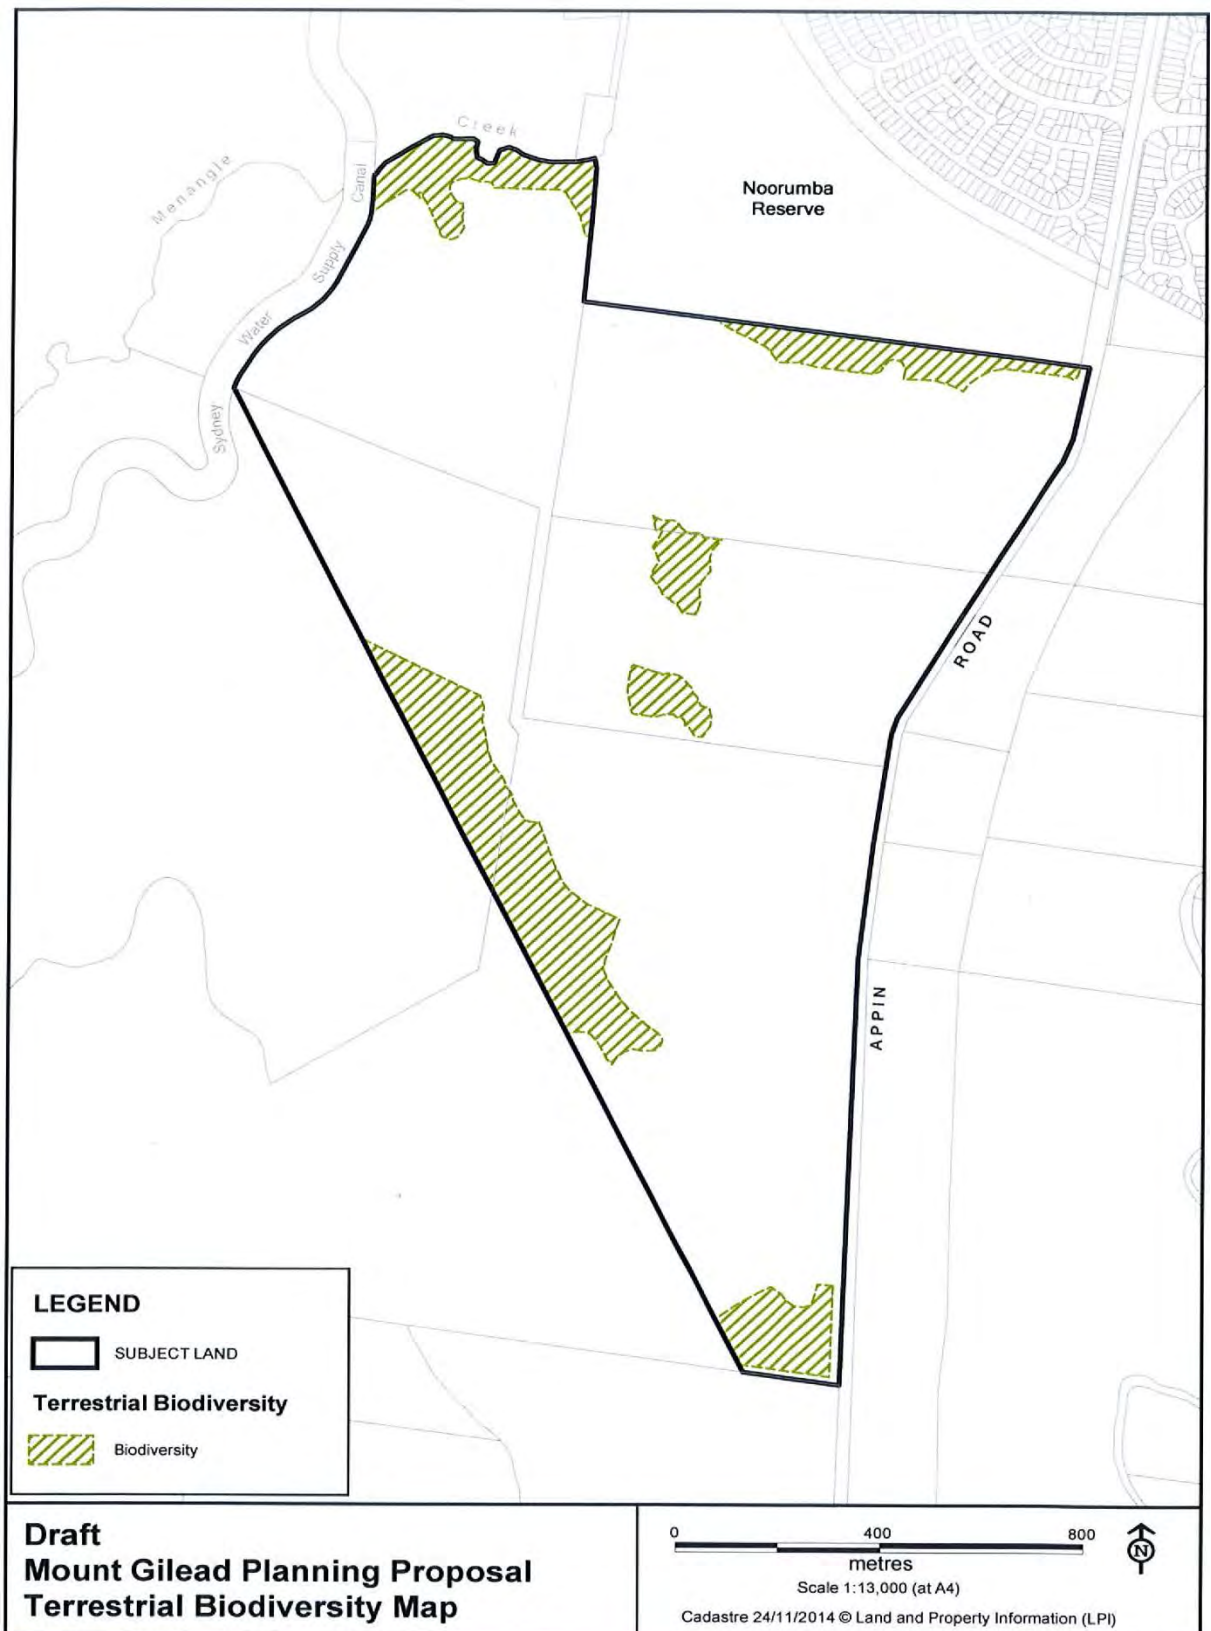 Creek
Menangle
Canal
Supply
Water
Sydney
Noorumba
Reserve
ROAD
APPIN
LEGEND
SUBJECT LAND
Terrestrial Biodiversity
Biodiversity
Draft
Mount Gilead Planning Proposal
Terrestrial Biodiversity Map
0 400 800
metres
Scale 1:13,000 (at A4)
Cadastre 24/11/2014 © Land and Property Information (LPI)
N